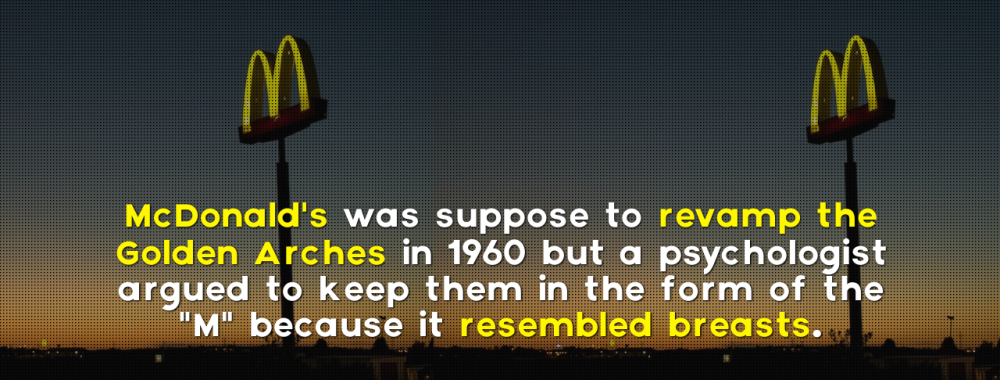 McDonald's was suppose to revamp the
Golden Arches in 1960 but a psychologist
argued to keep them in the form of the
"M" because it resembled breasts.